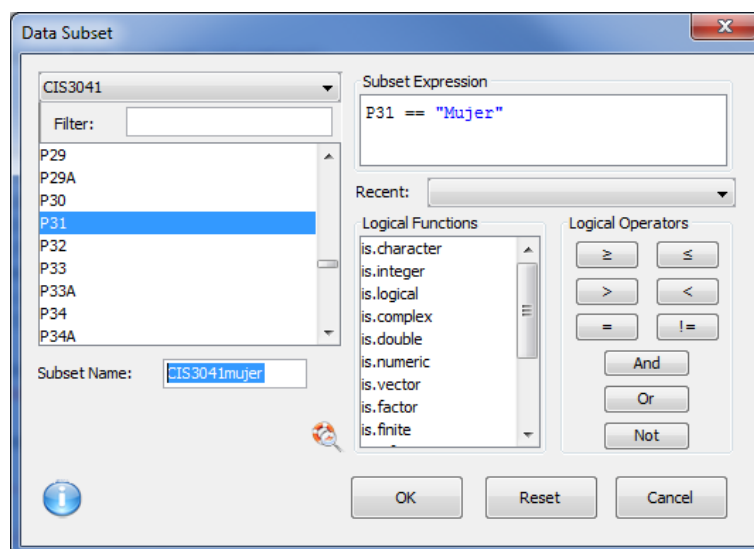 Data Subset
CIS3041
Filter:
P29
P29A
P30
P31
P32
P33
P33A
P34
P34A
Subset Name: CIS3041mujer
Subset Expression
P31 == "Mujer"
Recent:
Logical Functions
is.character
is.integer
is.logical
is.complex
is.double
is.numeric
is.vector
is.factor
is.finite
Logical Operators
≥ ≤
> <
= !=
And
Or
Not
OK Reset Cancel